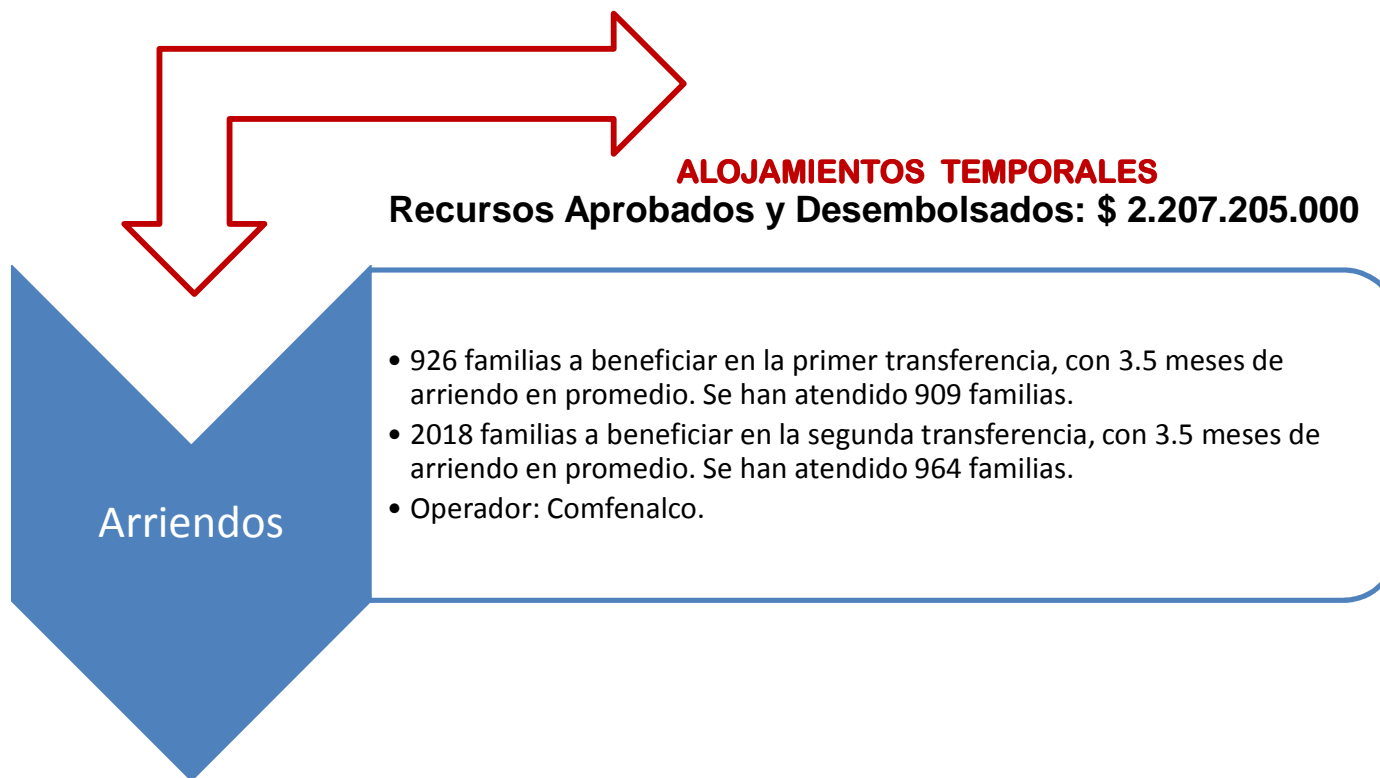 ALOJAMIENTOS TEMPORALES
Recursos Aprobados y Desembolsados: $ 2.207.205.000
Arriendos
• 926 familias a beneficiar en la primer transferencia, con 3.5 meses de
arriendo en promedio. Se han atendido 909 familias.
• 2018 familias a beneficiar en la segunda transferencia, con 3.5 meses de
arriendo en promedio. Se han atendido 964 familias.
• Operador: Comfenalco.